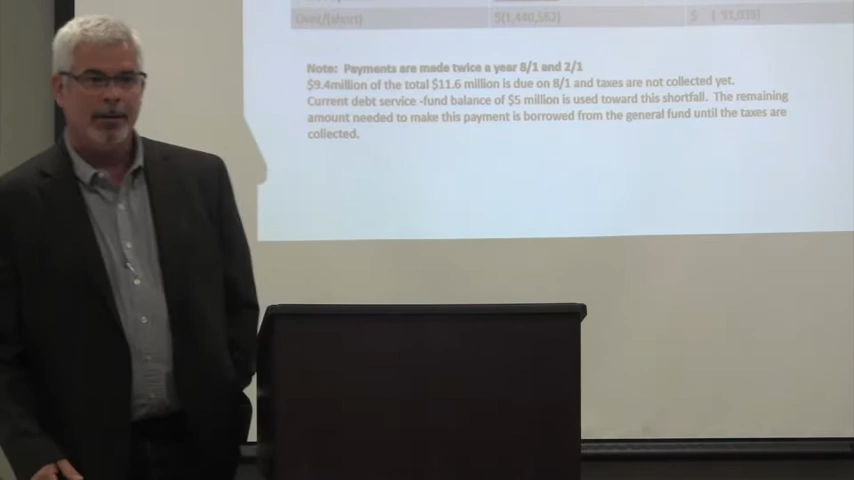 Over/(short) $(1,440,582) $
Note: Payments are made twice a year 8/1 and 2/1
$9.4million of the total $11.6 million is due on 8/1 and taxes are not collected yet.
Current debt service -fund balance of $5 million is used toward this shortfall. The remaining
amount needed to make this payment is borrowed from the general fund until the taxes are
collected.